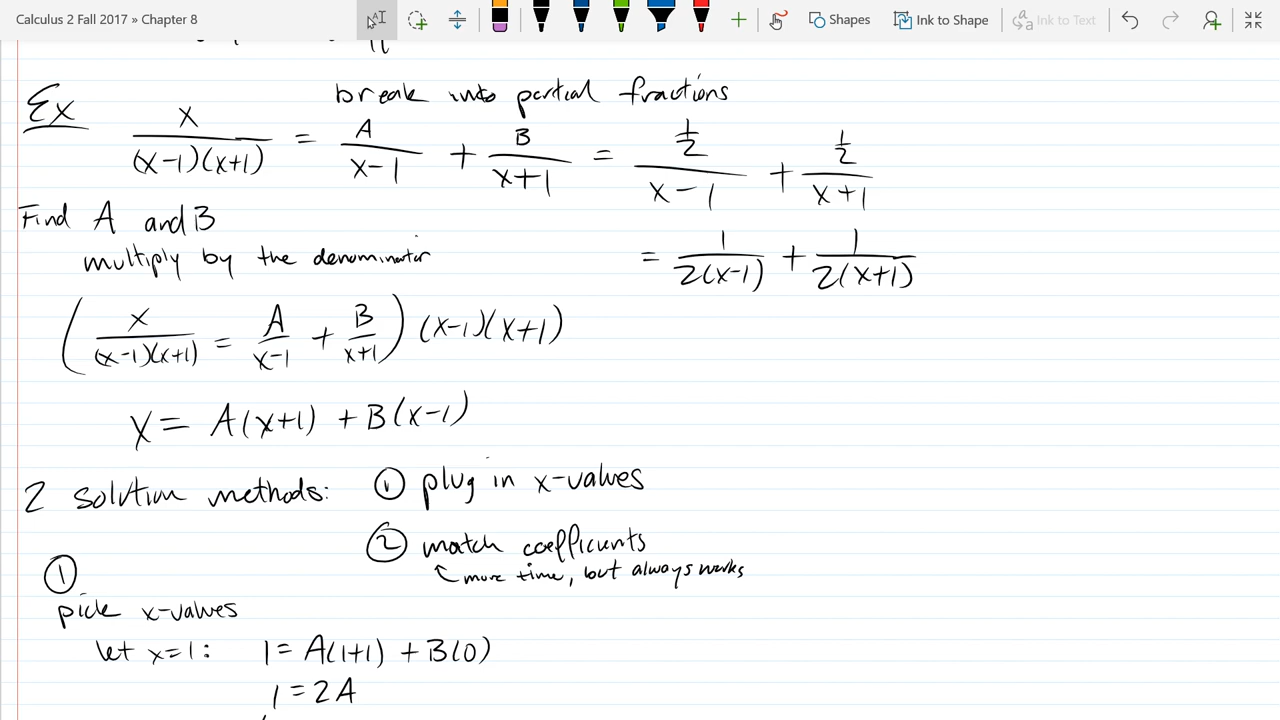 Calculus 2 Fall 2017 » Chapter 8
Shapes
Ink to Shape
Ink to Text
Ex
break into partial fractions
x/((x-1)(x+1)) = A/(x-1) + B/(x+1) = (1/2)/(x-1) + (1/2)/(x+1)
Find A and B
multiply by the denominator
= 1/(2(x-1)) + 1/(2(x+1))
(x/((x-1)(x+1)) = A/(x-1) + B/(x+1)) (x-1)(x+1)
x = A(x+1) + B(x-1)
2 solution methods: ① plug in x-values
② match coefficients
more time, but always works
①
pick x-values
let x=1: 1 = A(1+1) + B(0)
1 = 2A